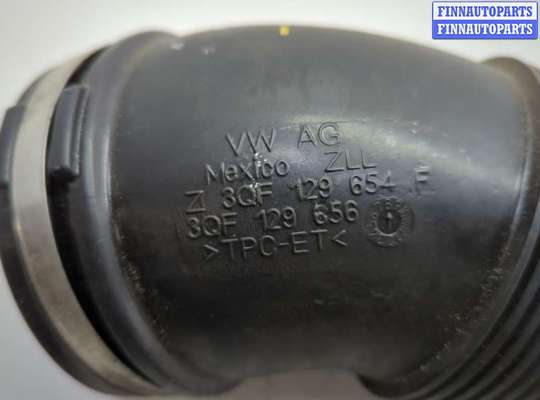 FINNAUTOPARTS
FINNAUTOPARTS
VW AG
Mexico ZLL
Z 3QF 129 654 F
3QF 129 656
>TPC-ET<